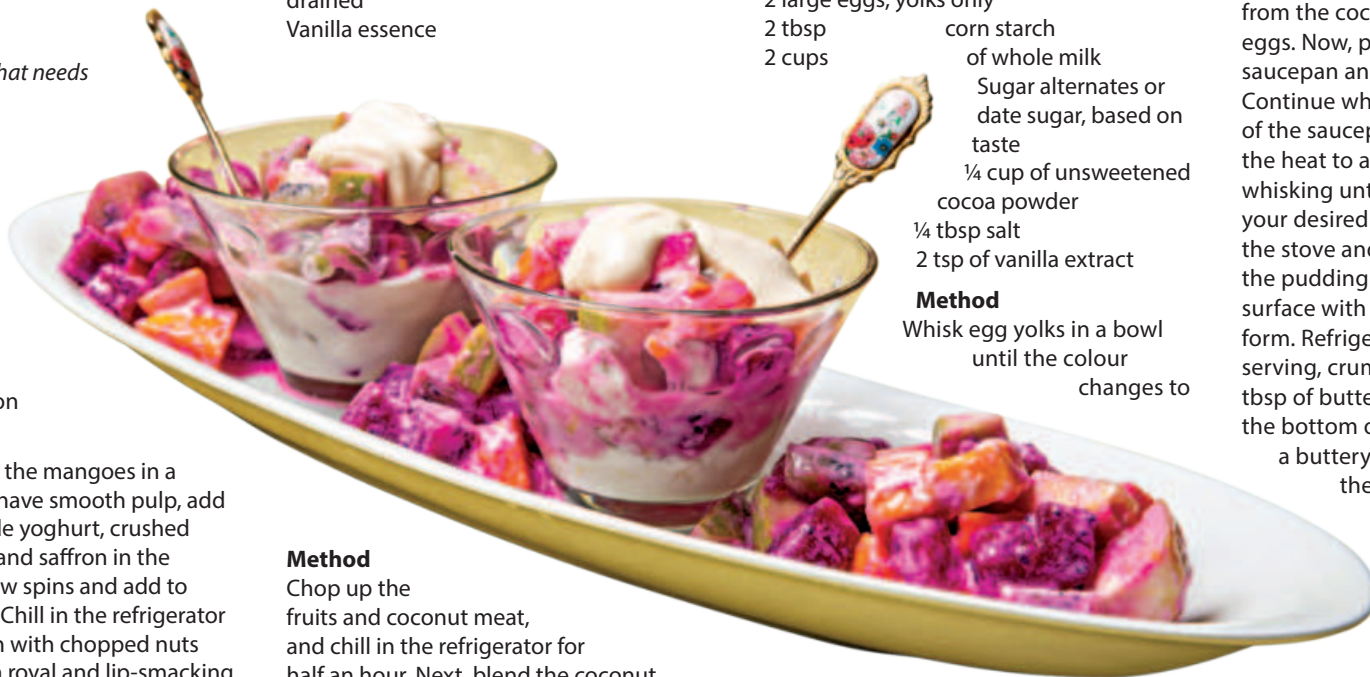 hat needs
on
the mangoes in a
have smooth pulp, add
le yoghurt, crushed
and saffron in the
w spins and add to
Chill in the refrigerator
n with chopped nuts
royal and lip-smacking
drained
Vanilla essence
Method
Chop up the
fruits and coconut meat,
and chill in the refrigerator for
half an hour. Next, blend the coconut
2 large eggs, yolks only
2 tbsp corn starch
2 cups of whole milk
Sugar alternates or
date sugar, based on
taste
¼ cup of unsweetened
cocoa powder
¼ tbsp salt
2 tsp of vanilla extract
Method
Whisk egg yolks in a bowl
until the colour
changes to
from the coc
eggs. Now, p
saucepan an
Continue wh
of the saucep
the heat to a
whisking unt
your desired
the stove and
the pudding
surface with
form. Refrige
serving, crun
tbsp of butte
the bottom o
a buttery
the